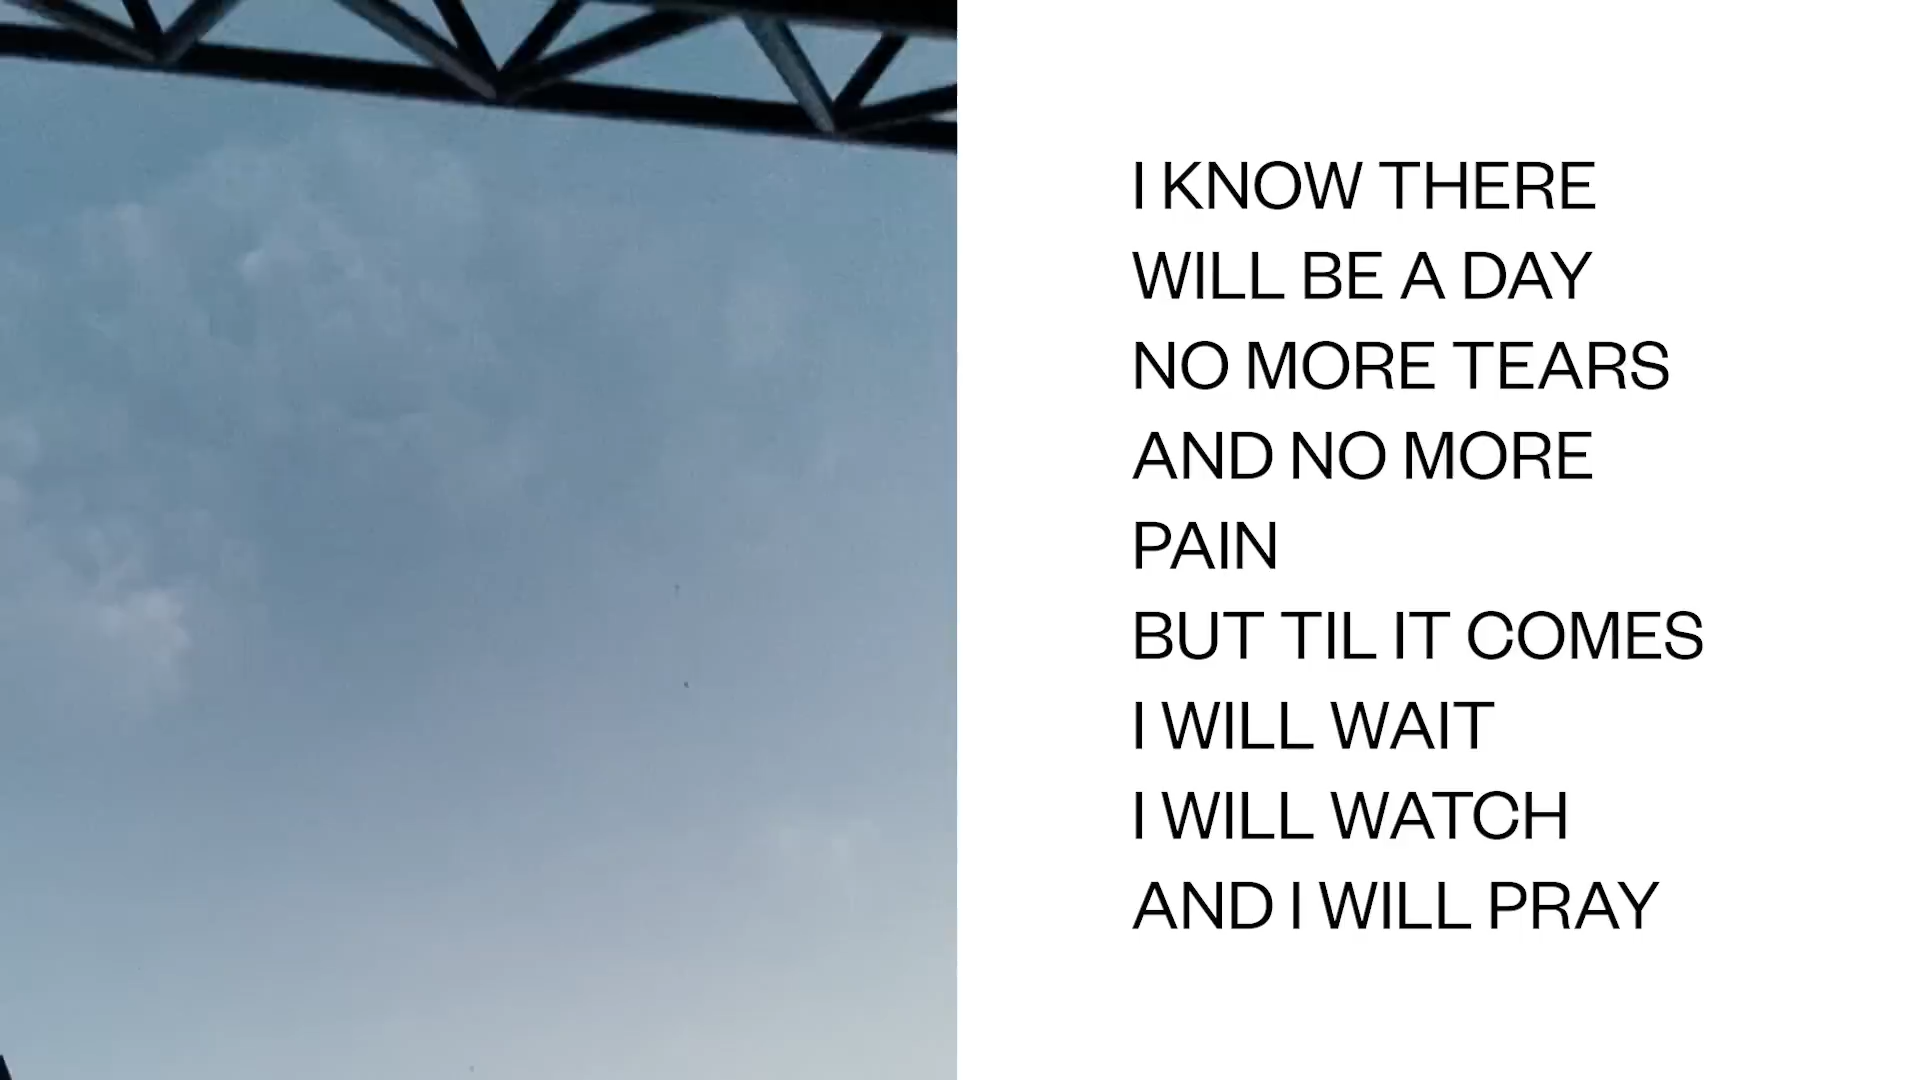 I KNOW THERE
WILL BE A DAY
NO MORE TEARS
AND NO MORE
PAIN
BUT TIL IT COMES
I WILL WAIT
I WILL WATCH
AND I WILL PRAY